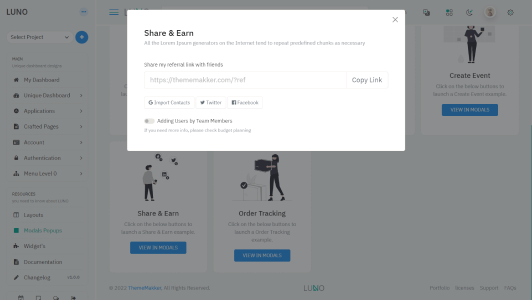 LUNO
Select Project
My Dashboard
Unique Dashboard
Applications
Crafted Pages
Account
Authentication
Menu Level 0
RESOURCES
Layouts
Modals Popups
Widget's
Documentation
Changelog
Share & Earn
All the Lorem Ipsum generators on the Internet tend to repeat predefined chunks as necessary
Share my referral link with friends
https://thememakker.com/?ref
Copy Link
Import Contacts
Twitter
Facebook
Adding Users by Team Members
If you need more info, please check budget planning
Create Event
Click on the below buttons to
launch a Create Event example.
VIEW IN MODALS
Share & Earn
Click on the below buttons to
launch a Share & Earn example.
VIEW IN MODALS
Order Tracking
Click on the below buttons to
launch a Order Tracking
example.
VIEW IN MODALS
© 2022 ThemeMakker, All Rights Reserved.
LUNO
Portfolio Licenses Support FAQs